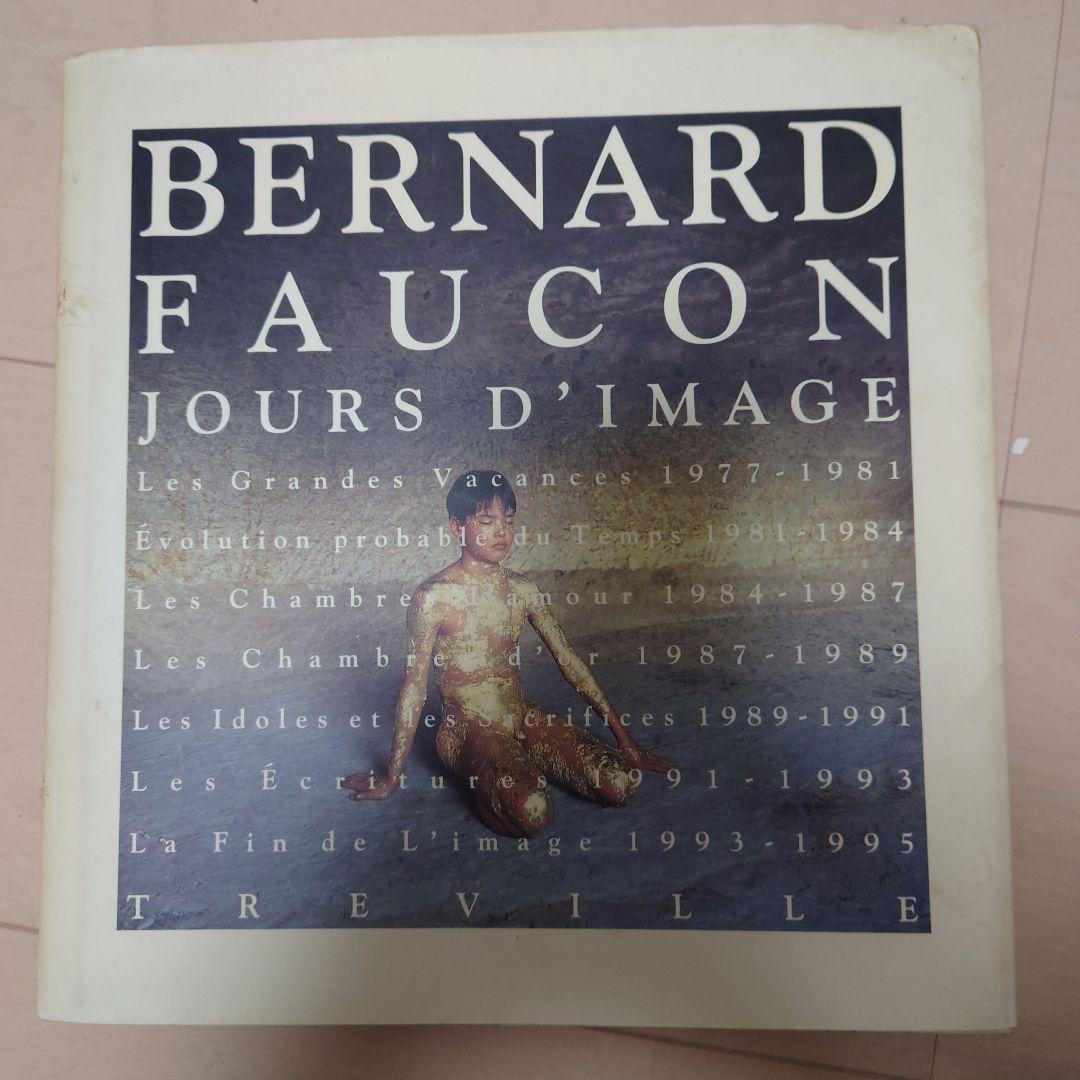 BERNARD
FAUCON
JOURS D'IMAGE
Les Grandes Vacances 1977-1981
Évolution probable du Temps 1981-1984
Les Chambres d'amour 1984-1987
Les Chambres d'or 1987-1989
Les Idoles et les Sacrifices 1989-1991
Les Écritures 1991-1993
La Fin de L'image 1993-1995
TREVILLE